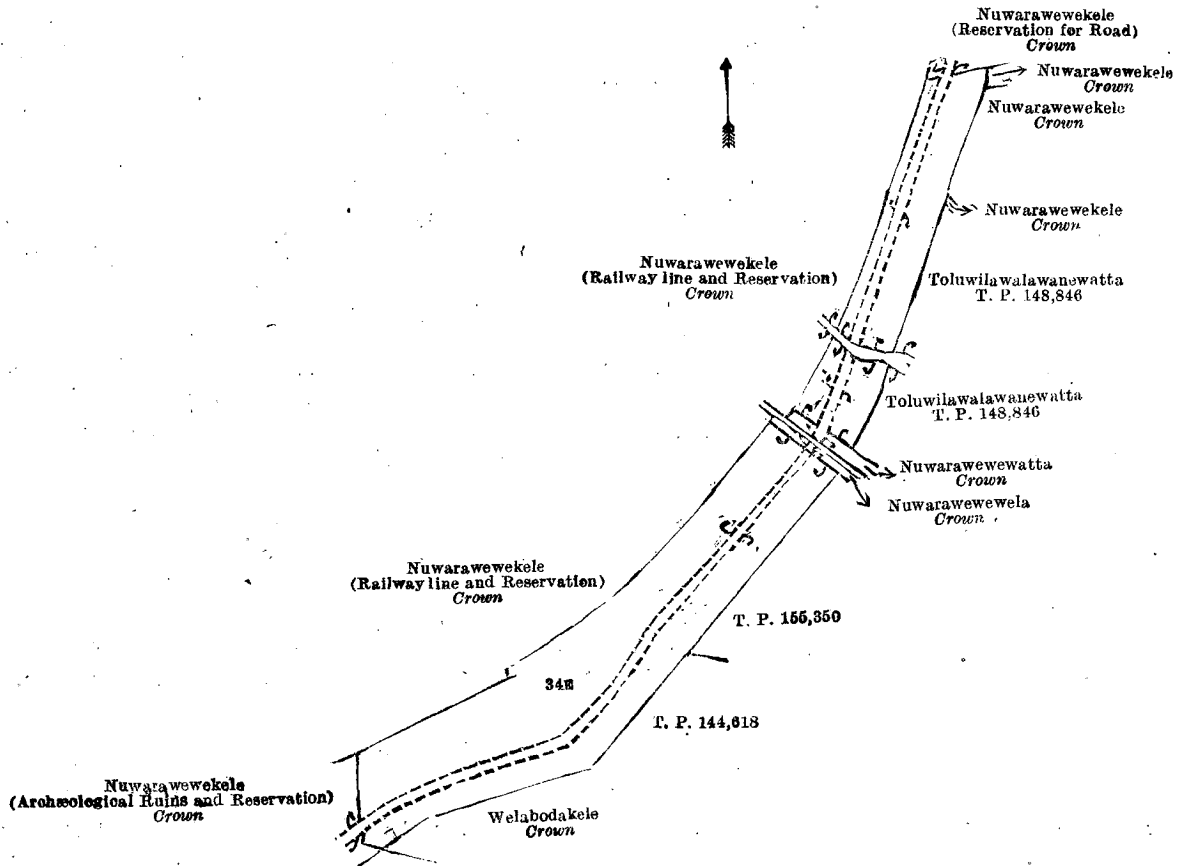 Nuwarawewekele
(Reservation for Road)
Crown
Nuwarawewekele
Crown
Nuwarawewekele
Crown
Nuwarawewekele
Crown
Nuwarawewekele
(Railway line and Reservation)
Crown
Toluwilawalawanewatta
T. P. 148,846
Toluwilawalawanewatta
T. P. 148,846
Nuwarawewewatta
Crown
Nuwarawewewela
Crown
Nuwarawewekele
(Railway line and Reservation)
Crown
T. P. 155,350
34E
T. P. 144,618
Nuwarawewekele
(Archæological Ruins and Reservation)
Crown
Welabodakele
Crown